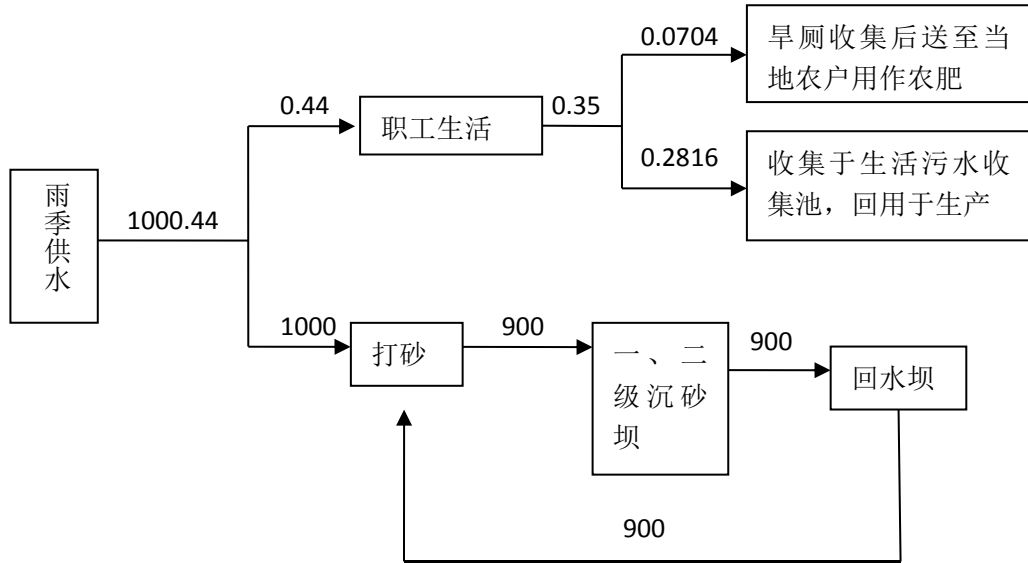 0.0704
旱厕收集后送至当
地农户用作农肥
0.44
职工生活
0.35
0.2816
收集于生活污水收
集池，回用于生产
雨
季
供
水
1000.44
1000
打砂
900
一、二
级沉砂
坝
900
回水坝
900